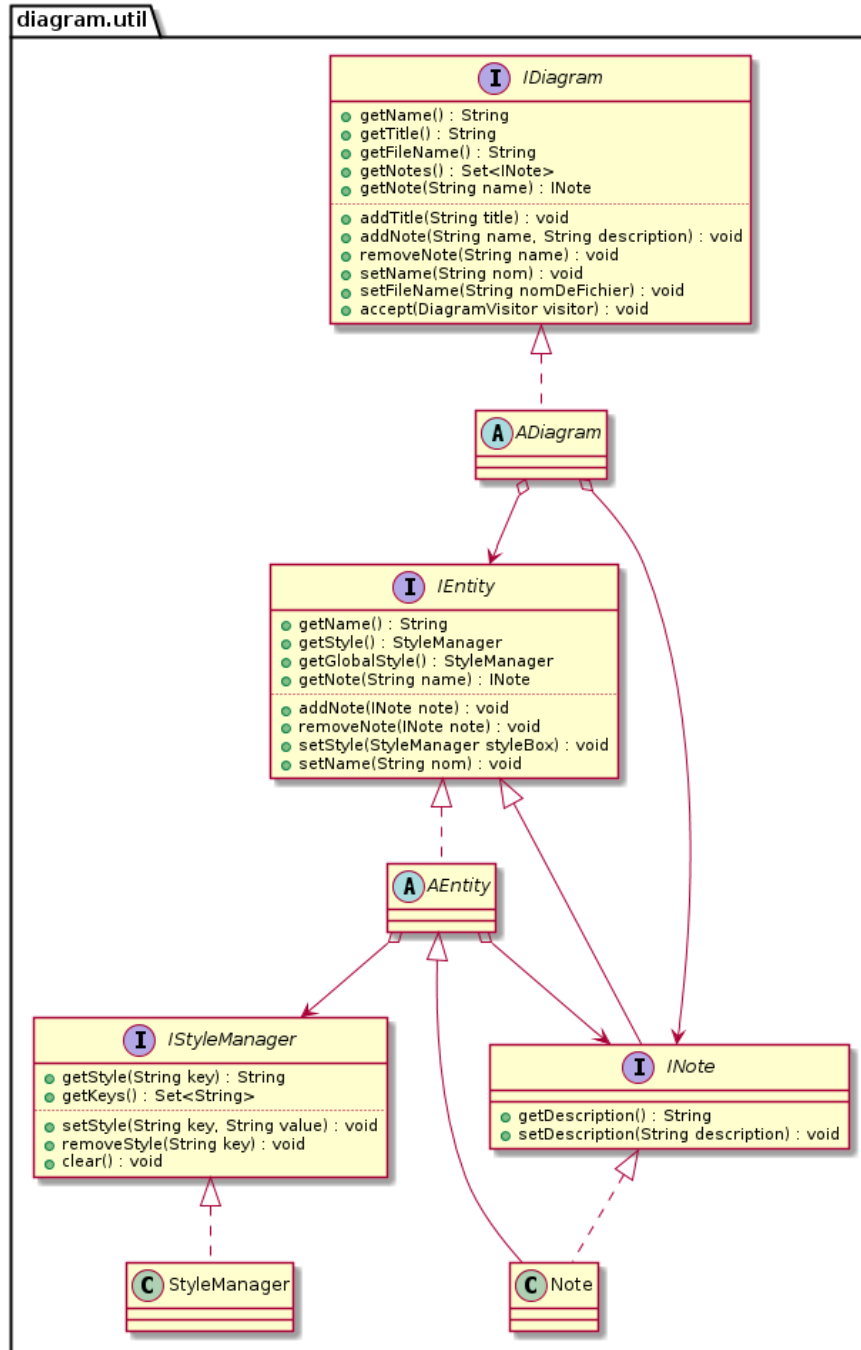 diagram.util
I IDiagram
getName() : String
getTitle() : String
getFileName() : String
getNotes() : Set<INote>
getNote(String name) : INote
addTitle(String title) : void
addNote(String name, String description) : void
removeNote(String name) : void
setName(String nom) : void
setFileName(String nomDeFichier) : void
accept(DiagramVisitor visitor) : void
A ADiagram
I IEntity
getName() : String
getStyle() : StyleManager
getGlobalStyle() : StyleManager
getNote(String name) : INote
addNote(INote note) : void
removeNote(INote note) : void
setStyle(StyleManager styleBox) : void
setName(String nom) : void
A AEntity
I IStyleManager
getStyle(String key) : String
getKeys() : Set<String>
setStyle(String key, String value) : void
removeStyle(String key) : void
clear() : void
I INote
getDescription() : String
setDescription(String description) : void
C StyleManager
C Note